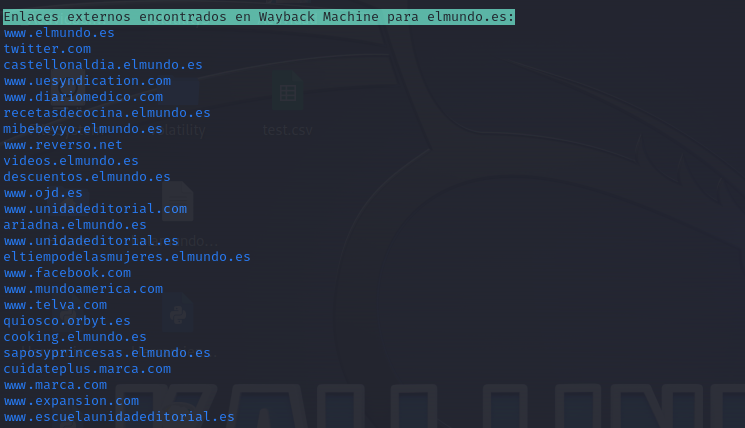 Enlaces externos encontrados en Wayback Machine para elmundo.es:
www.elmundo.es
twitter.com
castellonaldia.elmundo.es
www.uesyndication.com
www.diariomedico.com
recetasdecocina.elmundo.es
mibebeyyo.elmundo.es
test.csv
www.reverso.net
videos.elmundo.es
descuentos.elmundo.es
www.ojd.es
www.unidadeditorial.com
ariadna.elmundo.es
www.unidadeditorial.es
eltiempodelasmujeres.elmundo.es
www.facebook.com
www.mundoamerica.com
www.telva.com
quiosco.orbyt.es
cooking.elmundo.es
saposyprincesas.elmundo.es
cuidateplus.marca.com
www.marca.com
www.expansion.com
www.escuelaunidadeditorial.es